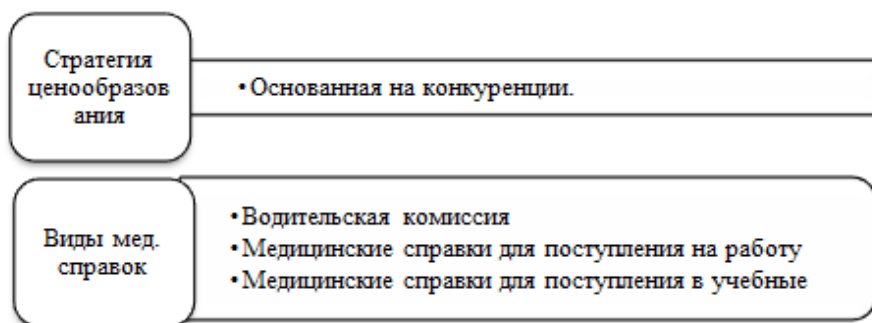 Стратегия
ценообразов
ания
•Основанная на конкуренции.
Виды мед.
справок
•Водительская комиссия
•Медицинские справки для поступления на работу
•Медицинские справки для поступления в учебные